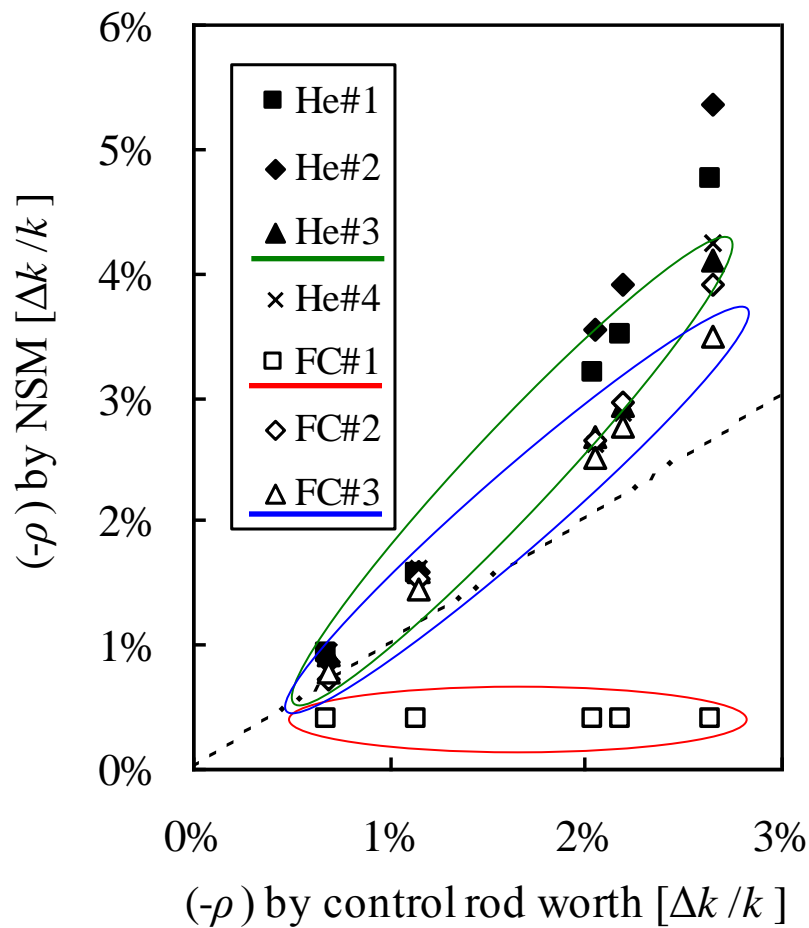 6%
5%
4%
3%
2%
1%
0%
(-ρ) by NSM [Δk/k]
He#1
He#2
He#3
He#4
FC#1
FC#2
FC#3
0% 1% 2% 3%
(-ρ) by control rod worth [Δk/k]